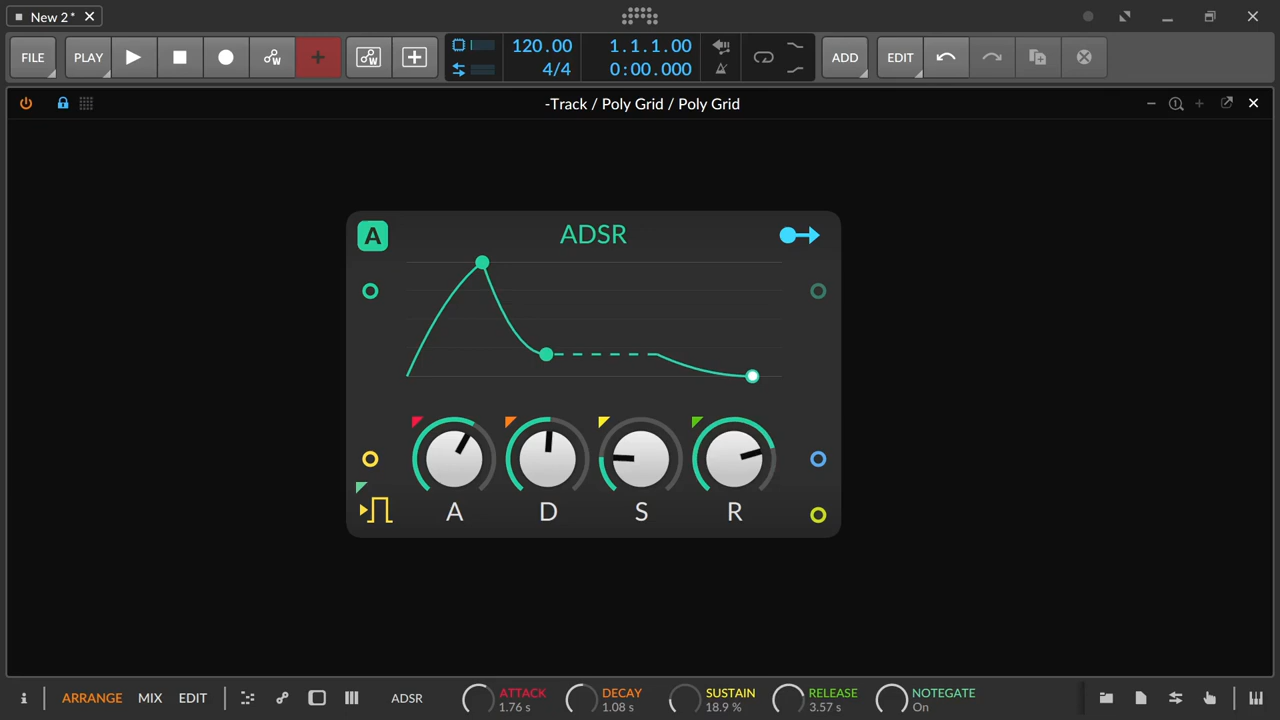 New 2*
FILE
PLAY
W
W
120.00
4/4
1.1.1.00
0:00.000
ADD
EDIT
-Track / Poly Grid / Poly Grid
1
A
ADSR
A
D
S
R
i
ARRANGE
MIX
EDIT
ADSR
ATTACK
1.76 s
DECAY
1.08 s
SUSTAIN
18.9 %
RELEASE
3.57 s
NOTEGATE
On